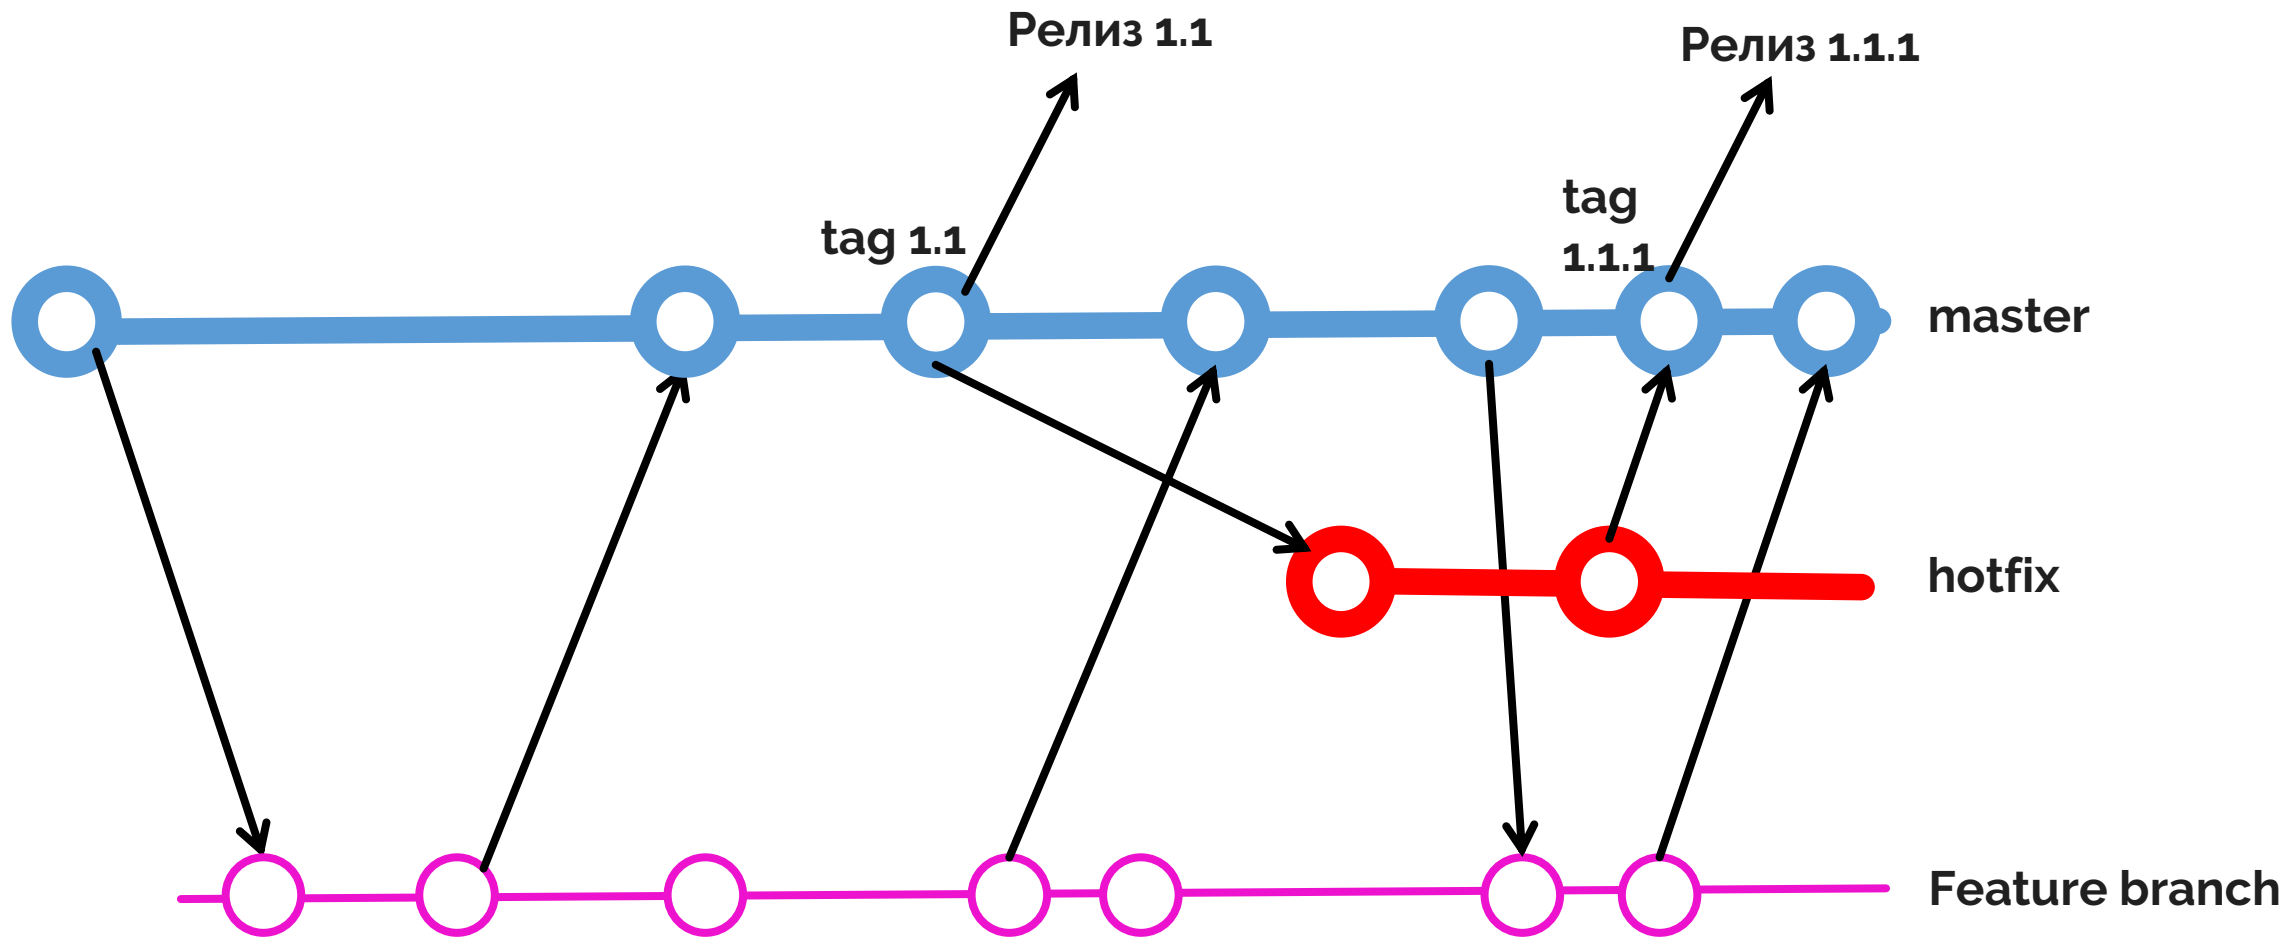 Релиз 1.1
Релиз 1.1.1
tag
1.1.1
tag 1.1
master
hotfix
Feature branch